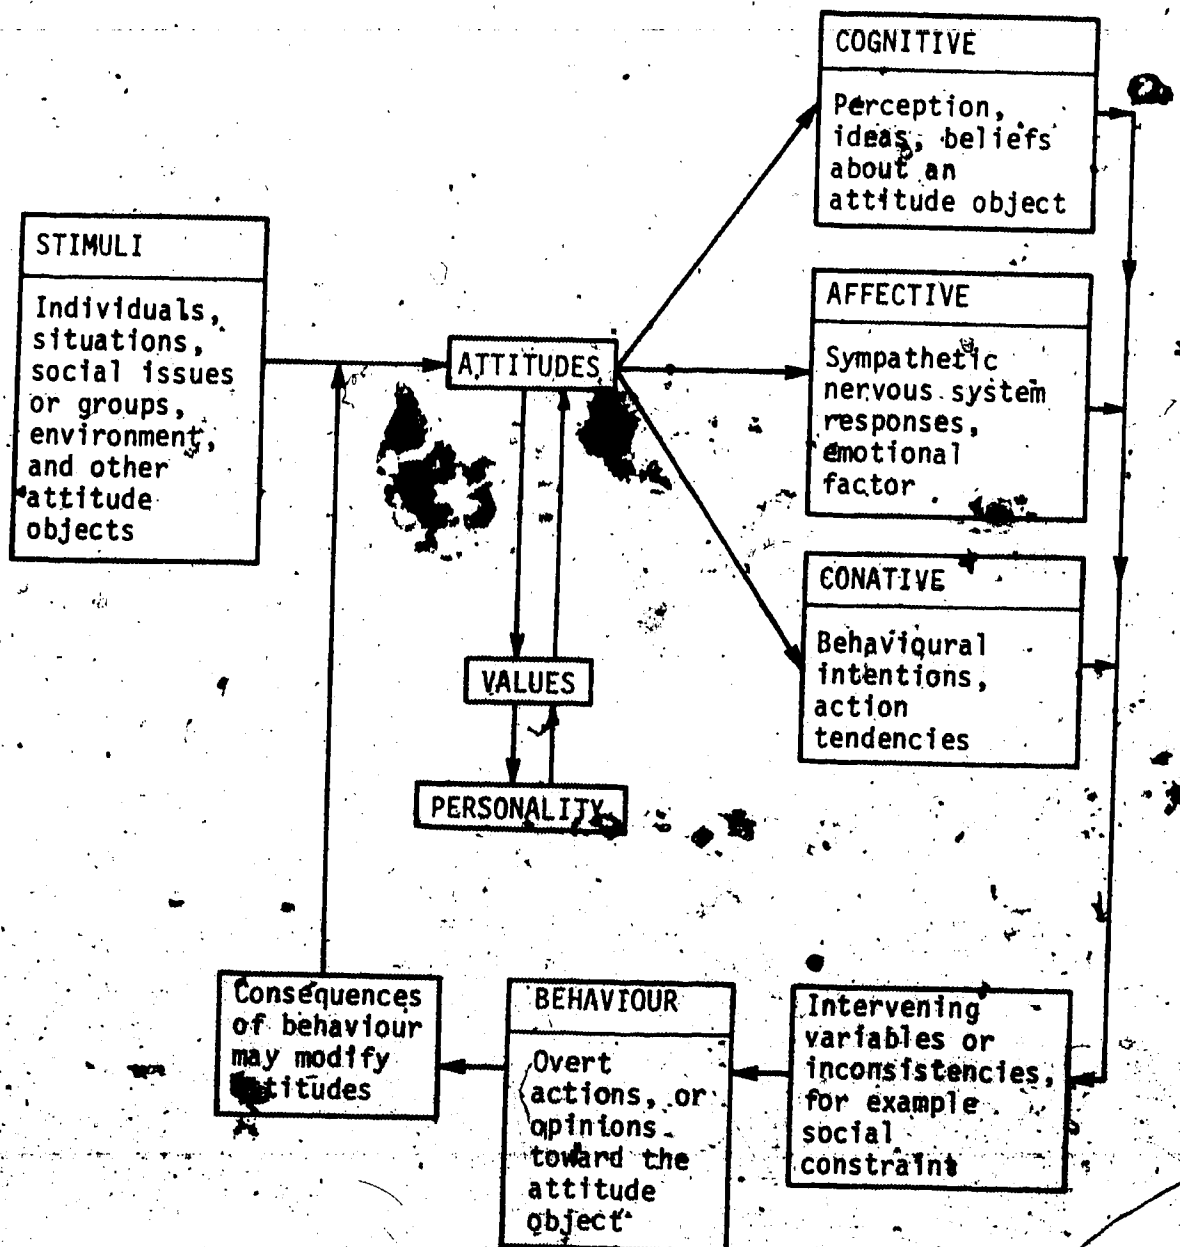 COGNITIVE
Perception,
ideas, beliefs
about an
attitude object
STIMULI
Individuals,
situations,
social issues
or groups,
environment,
and other
attitude
objects
ATTITUDES
AFFECTIVE
Sympathetic
nervous system
responses,
emotional
factor
CONATIVE
Behavioural
intentions,
action
tendencies
VALUES
PERSONALITY
Consequences
of behaviour
may modify
titudes
BEHAVIOUR
Overt
actions, or
opinions
toward the
attitude
object
Intervening
variables or
inconsistencies,
for example
social
constraint